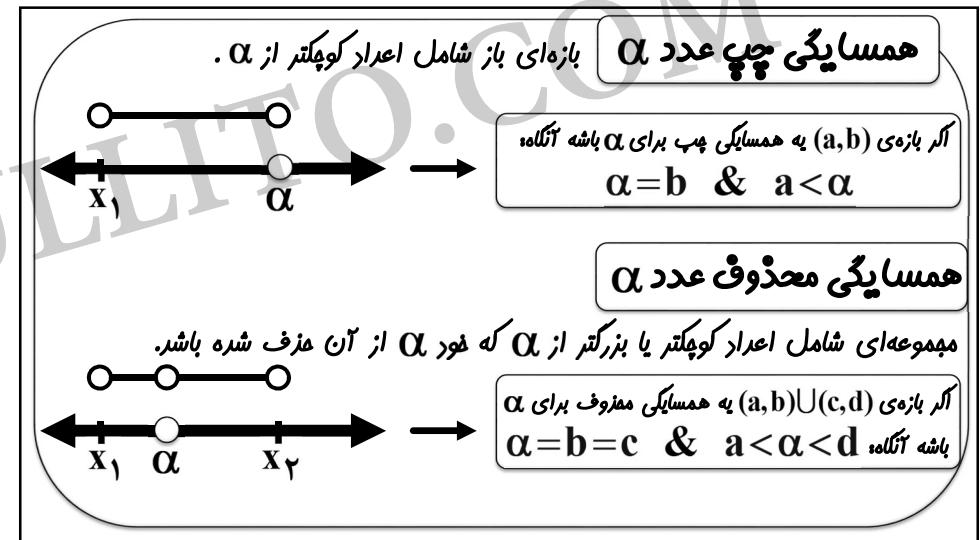 همسایگی چپ عدد α
بازه‌ای باز شامل اعداد کوچکتر از α .
اگر بازه‌ی (a,b) یه همسایگی چپ برای α باشه آنگاه:
α=b & a<α
x۱ α
همسایگی محذوف عدد α
مجموعه‌ای شامل اعداد کوچکتر یا بزرگتر از α که خود α از آن حذف شده باشد.
اگر بازه‌ی (a,b)∪(c,d) یه همسایگی محذوف برای α
باشه آنگاه: α=b=c & a<α<d
x۱ α x۲
ULLITO.COM